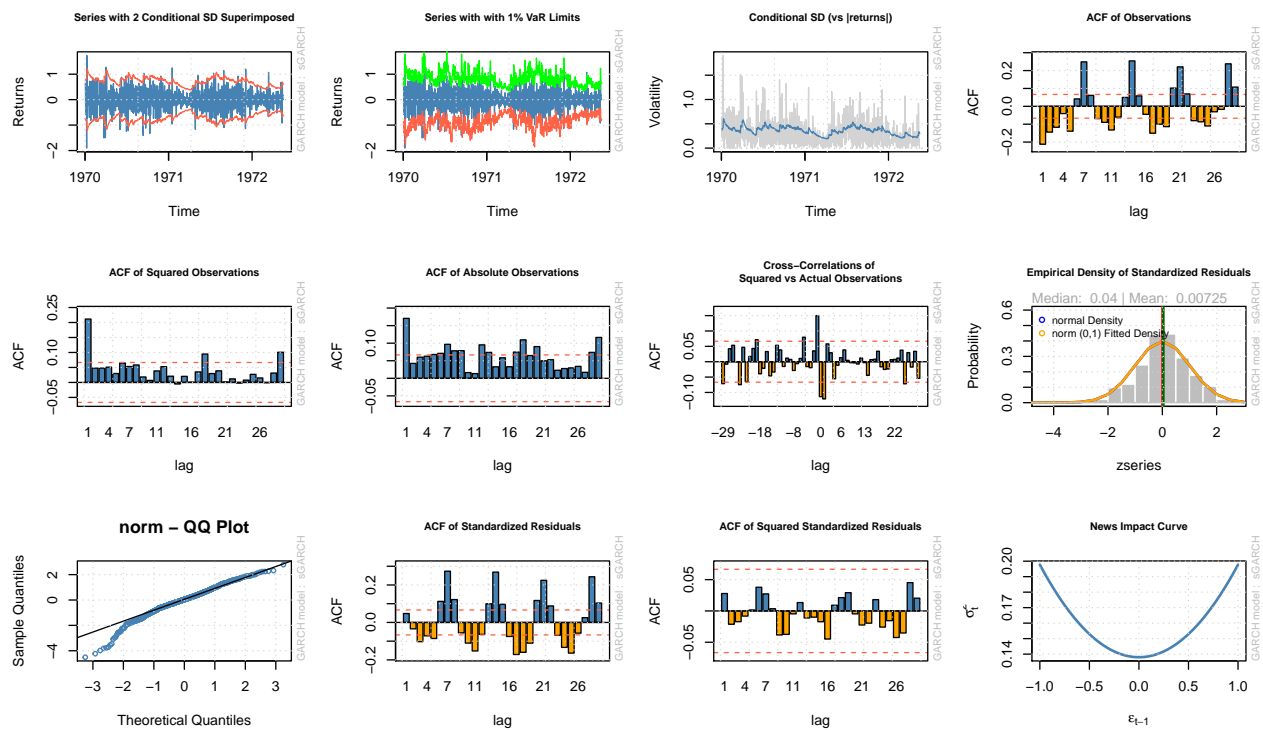 Series with 2 Conditional SD Superimposed
Returns
1
0
−2
1970
1971
1972
Time
GARCH model : sGARCH
Series with with 1% VaR Limits
Returns
1
0
−2
1970
1971
1972
Time
GARCH model : sGARCH
Conditional SD (vs |returns|)
Volatility
1.0
0.0
1970
1971
1972
Time
GARCH model : sGARCH
ACF of Observations
ACF
0.2
0.0
−0.2
1 4 7 11 16 21 26
lag
GARCH model : sGARCH
ACF of Squared Observations
ACF
0.25
0.10
−0.05
1 4 7 11 16 21 26
lag
GARCH model : sGARCH
ACF of Absolute Observations
ACF
0.10
−0.05
1 4 7 11 16 21 26
lag
GARCH model : sGARCH
Cross−Correlations of
Squared vs Actual Observations
ACF
0.05
−0.10
−29 −18 −8 0 6 13 22
lag
GARCH model : sGARCH
Empirical Density of Standardized Residuals
Median: 0.04 | Mean: 0.00725
normal Density
norm (0,1) Fitted Density
Probability
0.6
0.3
0.0
−4 −2 0 2
zseries
GARCH model : sGARCH
norm − QQ Plot
Sample Quantiles
2
0
−4
−3 −2 −1 0 1 2 3
Theoretical Quantiles
GARCH model : sGARCH
ACF of Standardized Residuals
ACF
0.2
0.0
−0.2
1 4 7 11 16 21 26
lag
GARCH model : sGARCH
ACF of Squared Standardized Residuals
ACF
0.05
−0.05
1 4 7 11 16 21 26
lag
GARCH model : sGARCH
News Impact Curve
0.20
0.17
0.14
−1.0 −0.5 0.0 0.5 1.0
εt−1
GARCH model : sGARCH